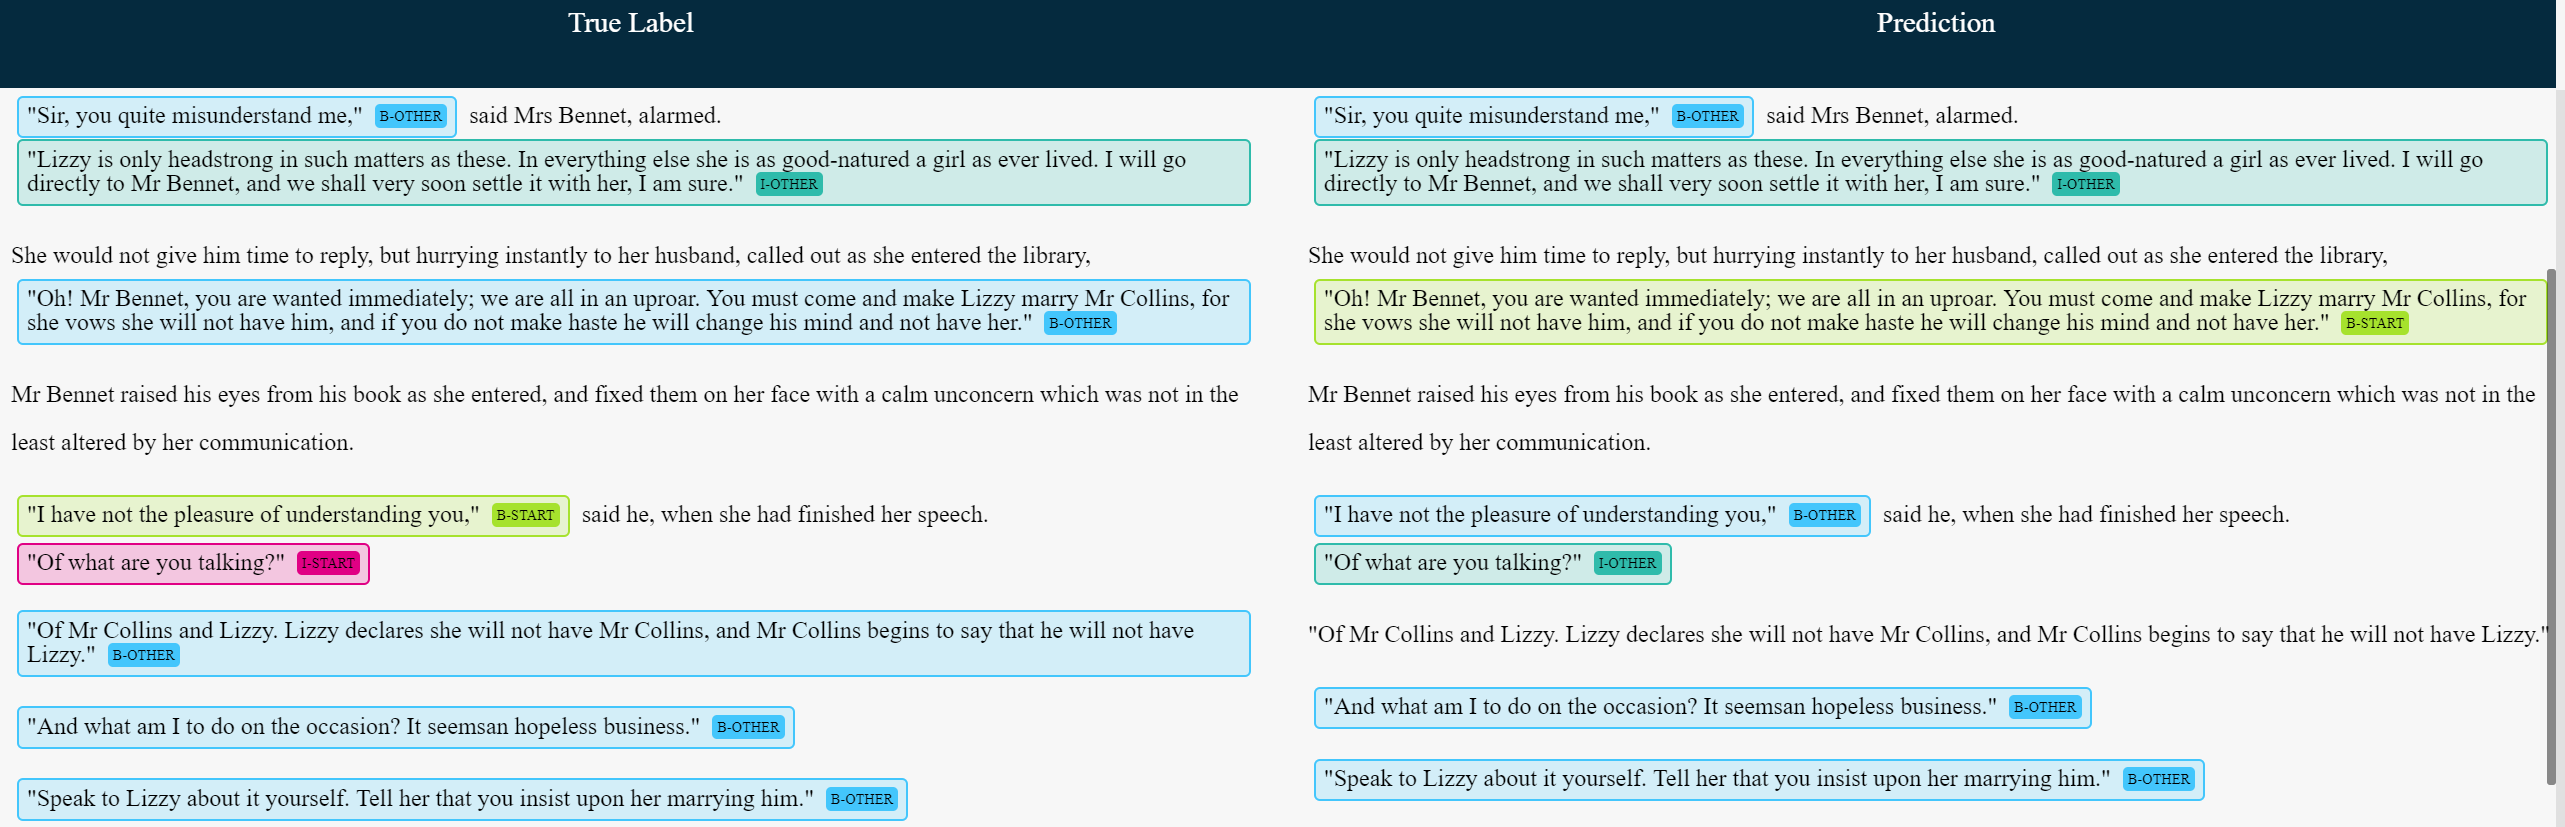 True Label
"Sir, you quite misunderstand me," B-OTHER said Mrs Bennet, alarmed.
"Lizzy is only headstrong in such matters as these. In everything else she is as good-natured a girl as ever lived. I will go
directly to Mr Bennet, and we shall very soon settle it with her, I am sure." I-OTHER
She would not give him time to reply, but hurrying instantly to her husband, called out as she entered the library,
"Oh! Mr Bennet, you are wanted immediately; we are all in an uproar. You must come and make Lizzy marry Mr Collins, for
she vows she will not have him, and if you do not make haste he will change his mind and not have her." B-OTHER
Mr Bennet raised his eyes from his book as she entered, and fixed them on her face with a calm unconcern which was not in the
least altered by her communication.
"I have not the pleasure of understanding you," B-START said he, when she had finished her speech.
"Of what are you talking?" I-START
"Of Mr Collins and Lizzy. Lizzy declares she will not have Mr Collins, and Mr Collins begins to say that he will not have
Lizzy." B-OTHER
"And what am I to do on the occasion? It seemsan hopeless business." B-OTHER
"Speak to Lizzy about it yourself. Tell her that you insist upon her marrying him." B-OTHER
Prediction
"Sir, you quite misunderstand me," B-OTHER said Mrs Bennet, alarmed.
"Lizzy is only headstrong in such matters as these. In everything else she is as good-natured a girl as ever lived. I will go
directly to Mr Bennet, and we shall very soon settle it with her, I am sure." I-OTHER
She would not give him time to reply, but hurrying instantly to her husband, called out as she entered the library,
"Oh! Mr Bennet, you are wanted immediately; we are all in an uproar. You must come and make Lizzy marry Mr Collins, for
she vows she will not have him, and if you do not make haste he will change his mind and not have her." B-START
Mr Bennet raised his eyes from his book as she entered, and fixed them on her face with a calm unconcern which was not in the
least altered by her communication.
"I have not the pleasure of understanding you," B-OTHER said he, when she had finished her speech.
"Of what are you talking?" I-OTHER
"Of Mr Collins and Lizzy. Lizzy declares she will not have Mr Collins, and Mr Collins begins to say that he will not have Lizzy."
"And what am I to do on the occasion? It seemsan hopeless business." B-OTHER
"Speak to Lizzy about it yourself. Tell her that you insist upon her marrying him." B-OTHER